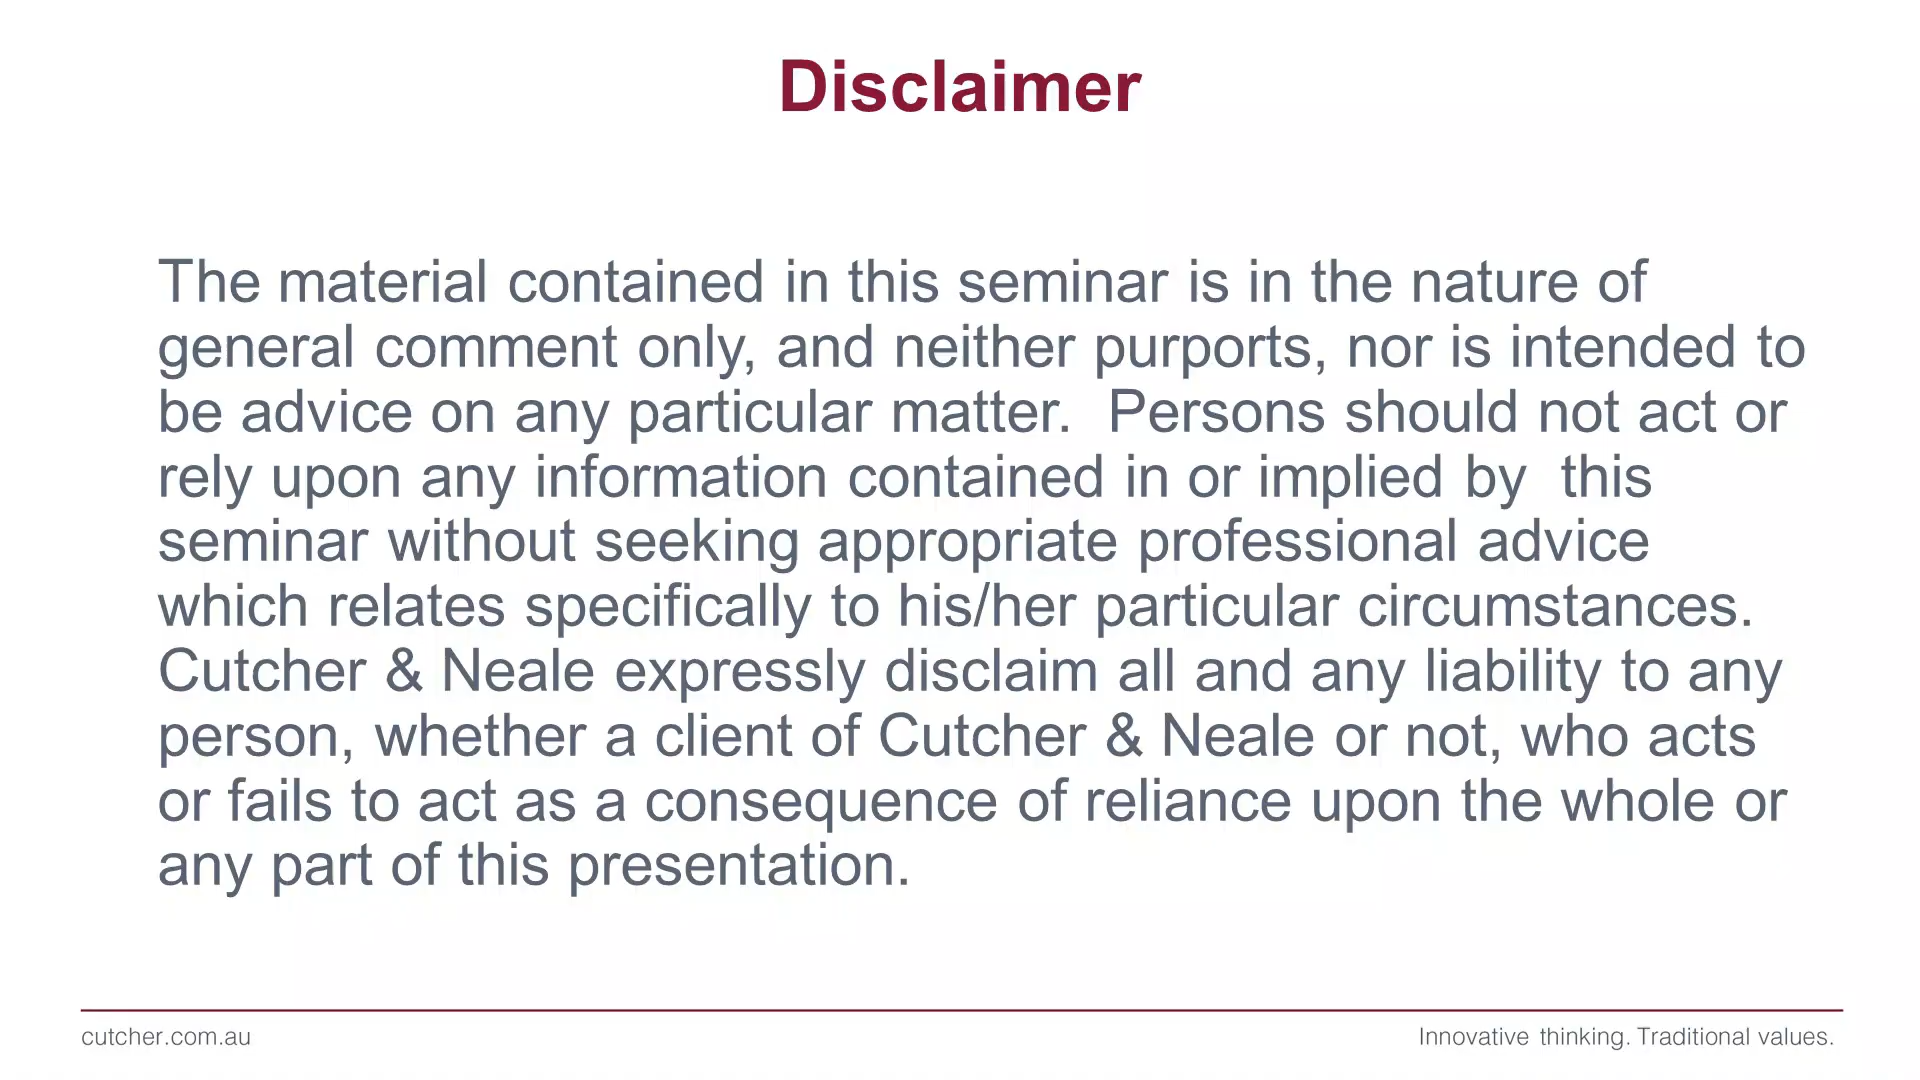 Disclaimer
The material contained in this seminar is in the nature of
general comment only, and neither purports, nor is intended to
be advice on any particular matter.  Persons should not act or
rely upon any information contained in or implied by  this
seminar without seeking appropriate professional advice
which relates specifically to his/her particular circumstances.
Cutcher & Neale expressly disclaim all and any liability to any
person, whether a client of Cutcher & Neale or not, who acts
or fails to act as a consequence of reliance upon the whole or
any part of this presentation.
cutcher.com.au
Innovative thinking. Traditional values.